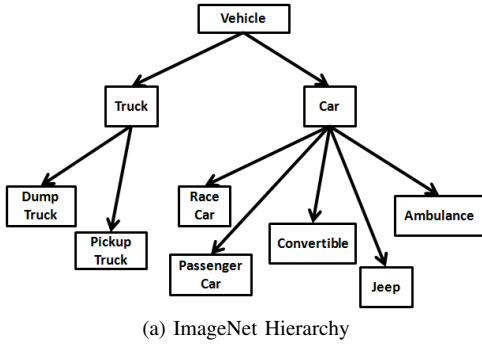 Vehicle
Truck
Car
Dump
Truck
Pickup
Truck
Race
Car
Passenger
Car
Convertible
Jeep
Ambulance
(a) ImageNet Hierarchy